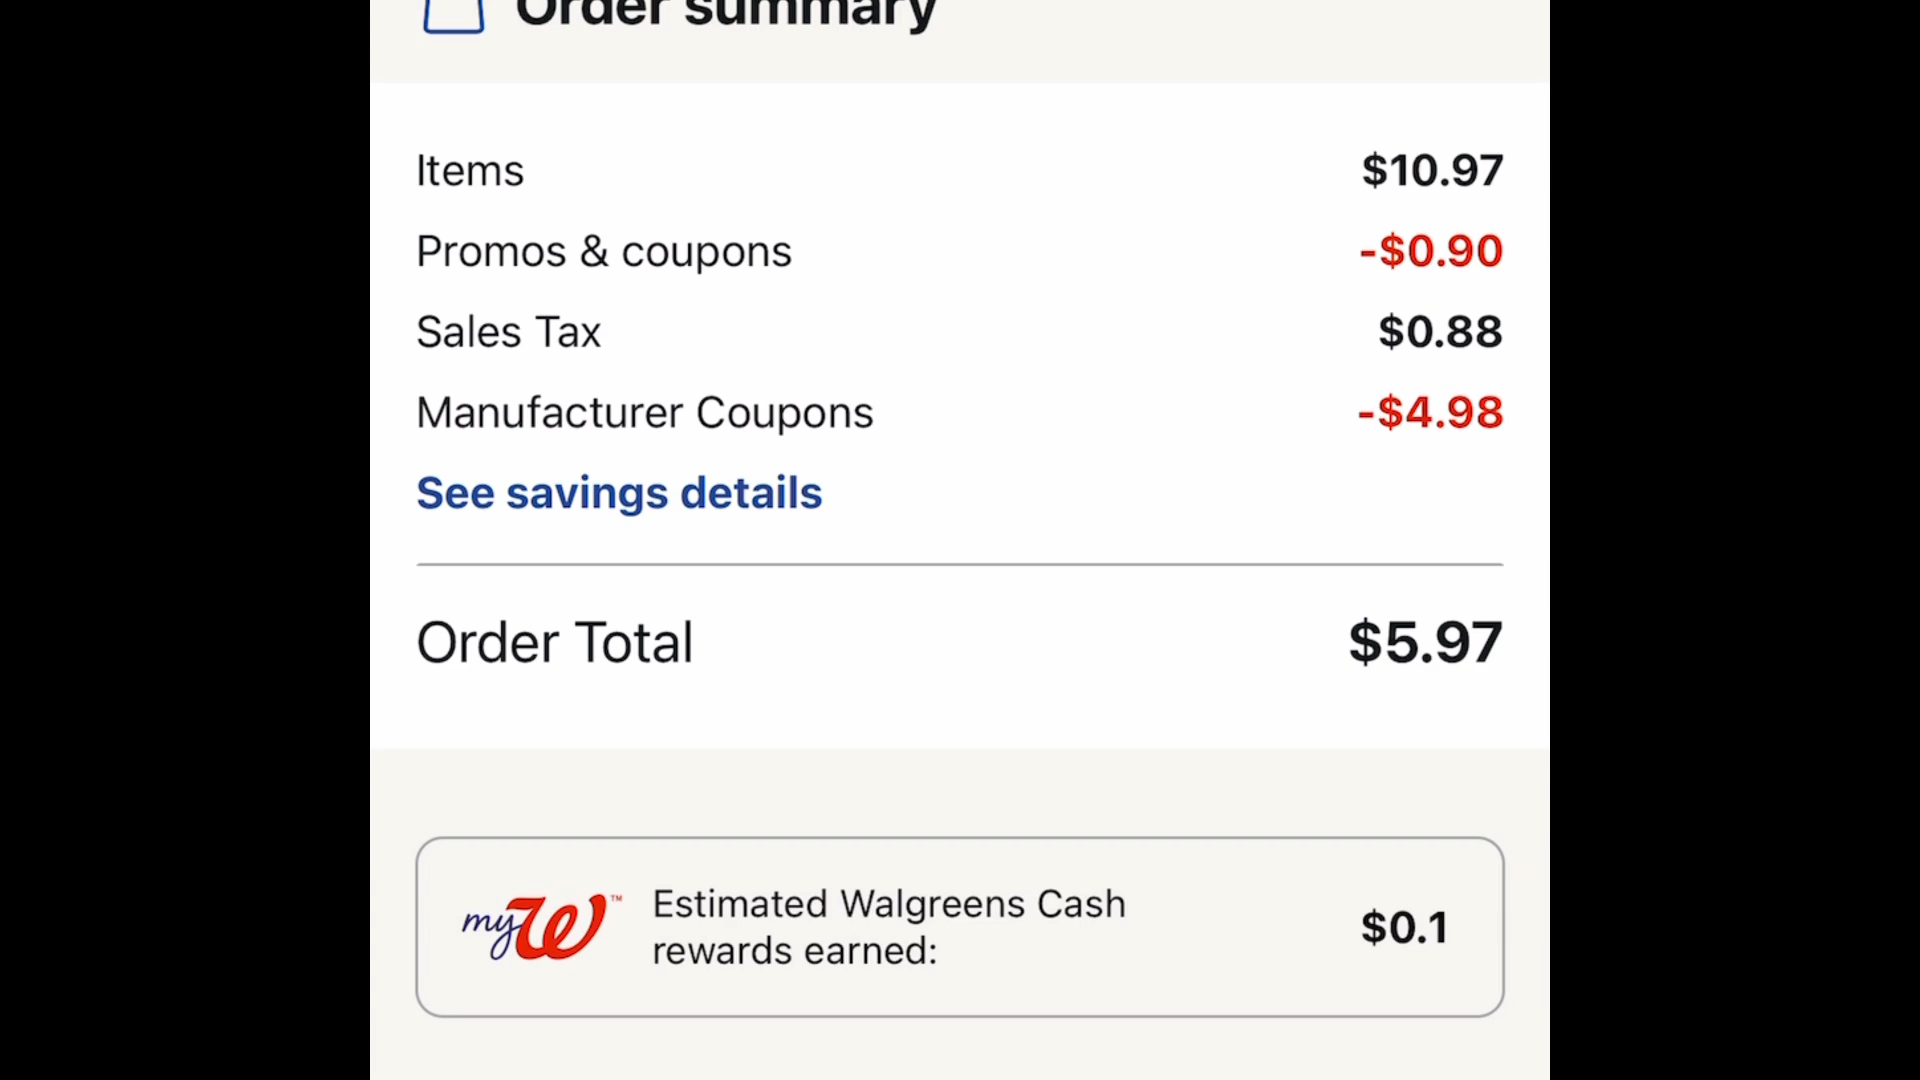 Order summary
Items $10.97
Promos & coupons -$0.90
Sales Tax $0.88
Manufacturer Coupons -$4.98
See savings details
Order Total $5.97
myW™ Estimated Walgreens Cash
rewards earned: $0.1